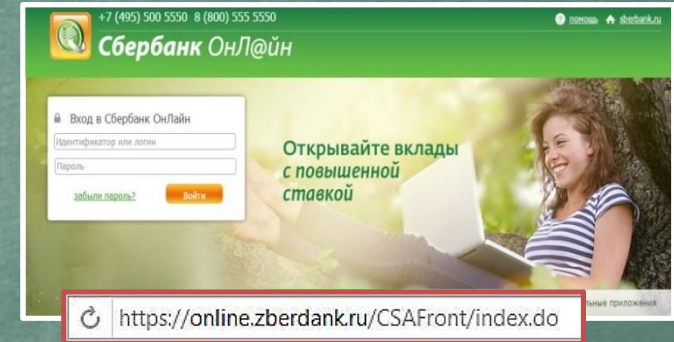 +7 (495) 500 5550 8 (800) 555 5550
помощь sberbank.ru
Сбербанк ОнЛ@йн
Вход в Сбербанк ОнЛайн
Идентификатор или логин
Пароль
забыли пароль?
Войти
Открывайте вклады
с повышенной
ставкой
приложения
https://online.zberdank.ru/CSAFront/index.do